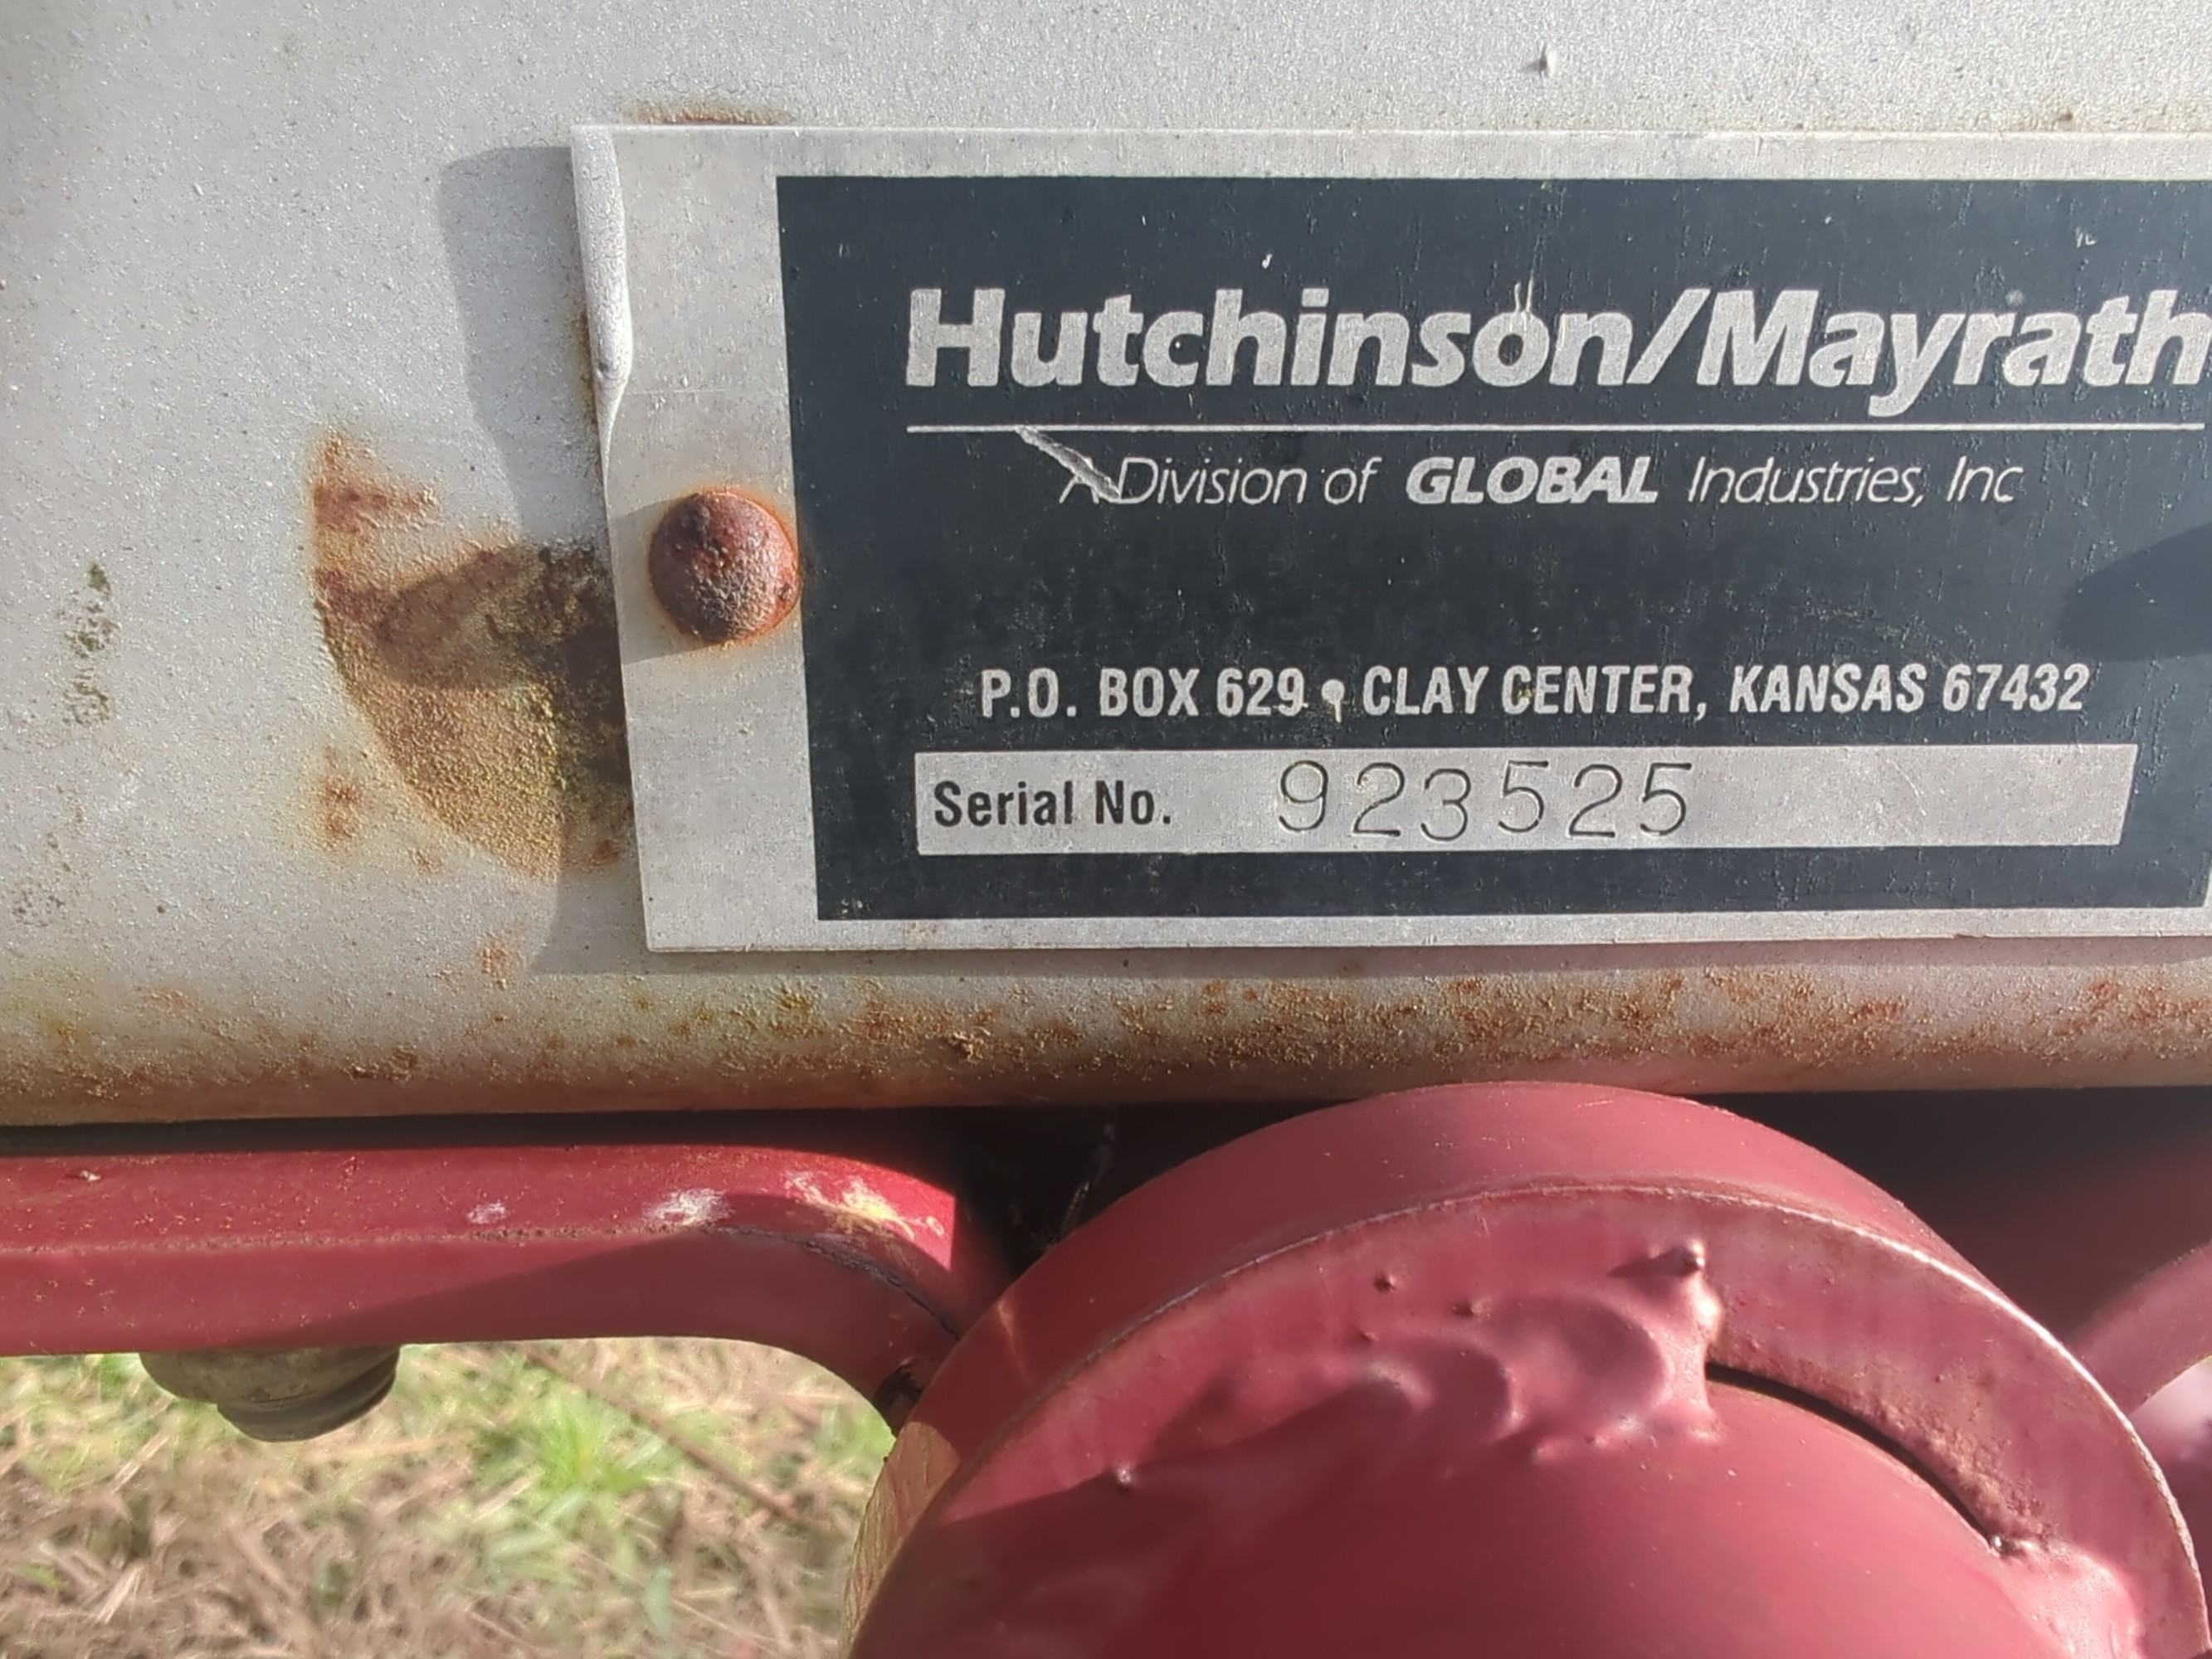 Hutchinson/Mayrath
A Division of GLOBAL Industries, Inc
P.O. BOX 629 • CLAY CENTER, KANSAS 67432
Serial No. 923525